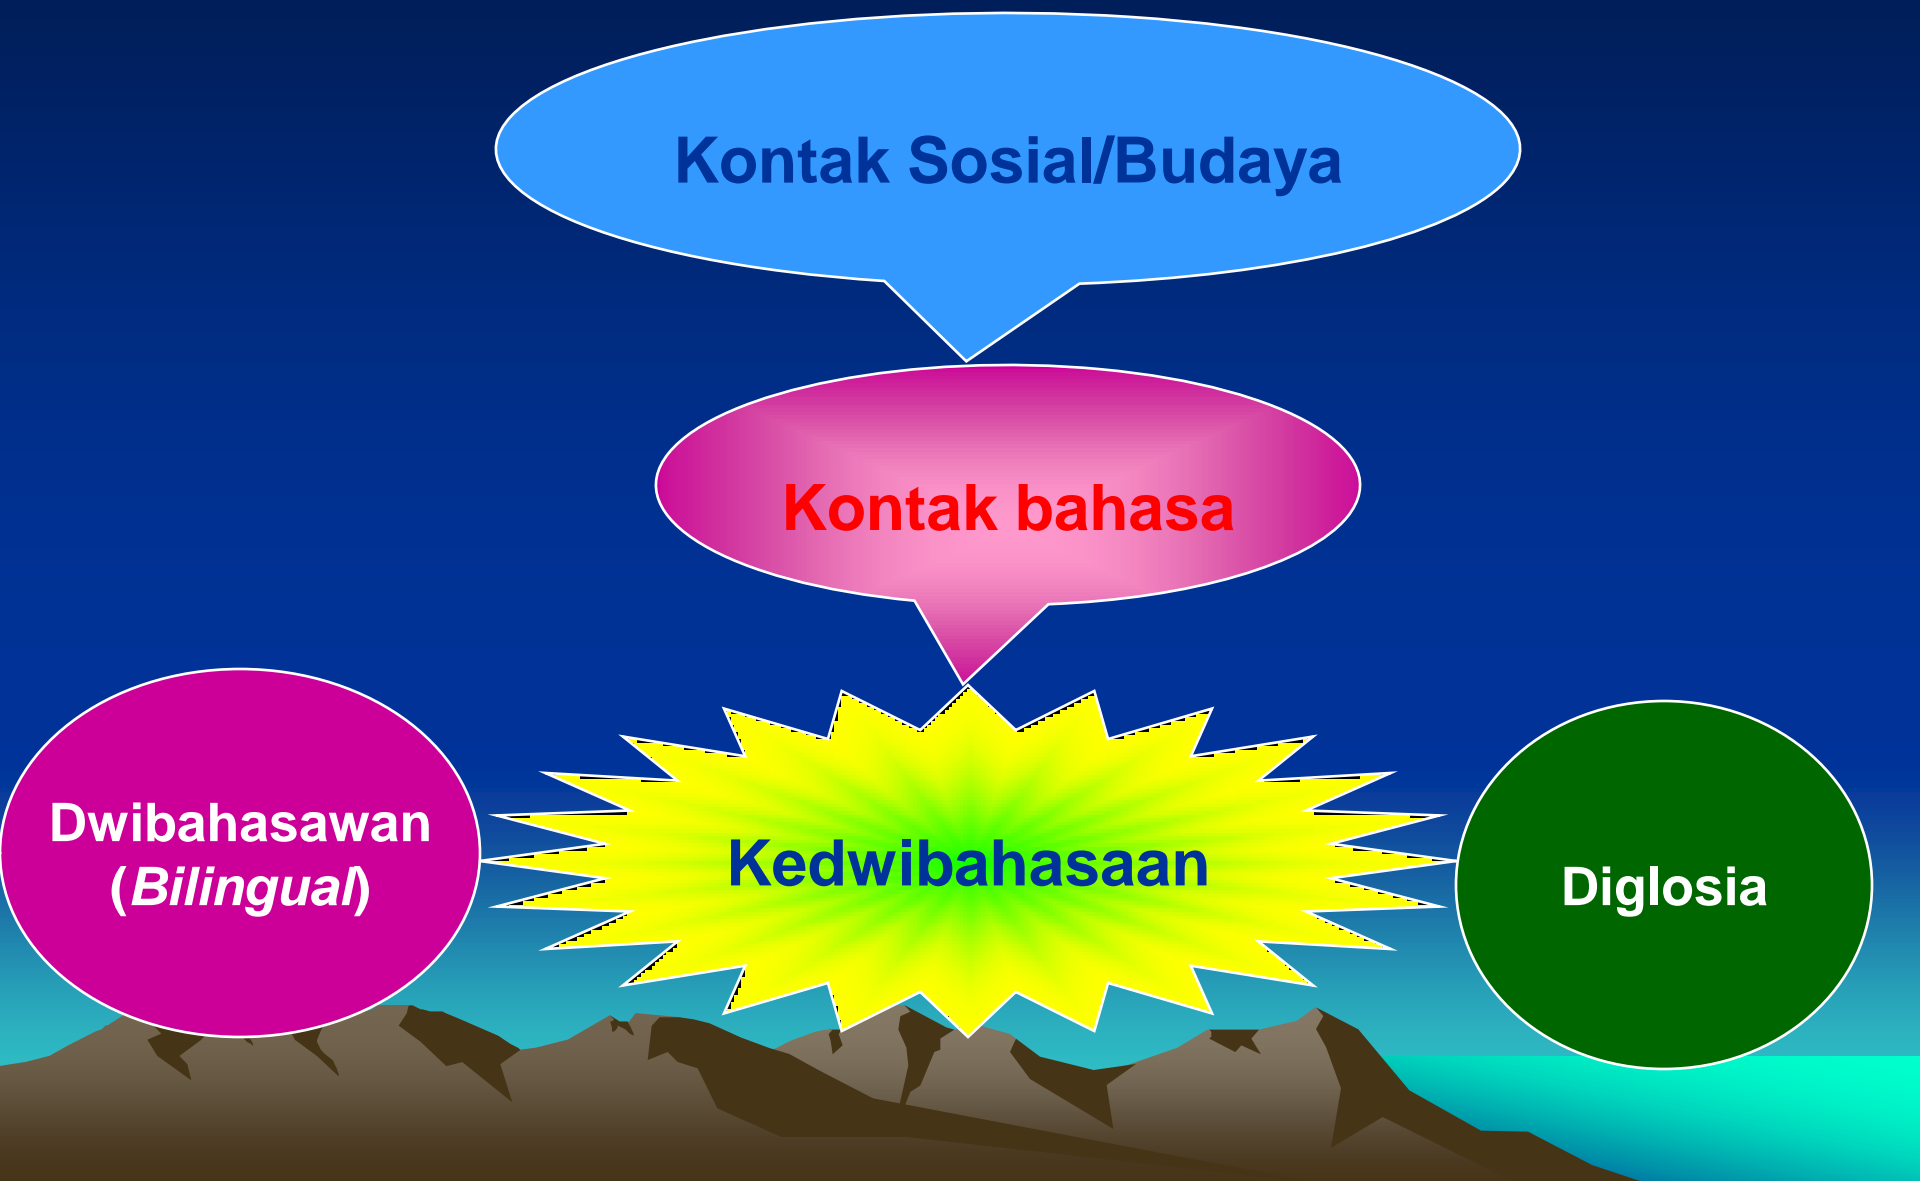 Kontak Sosial/Budaya
Kontak bahasa
Dwibahasawan
(Bilingual)
Kedwibahasaan
Diglosia